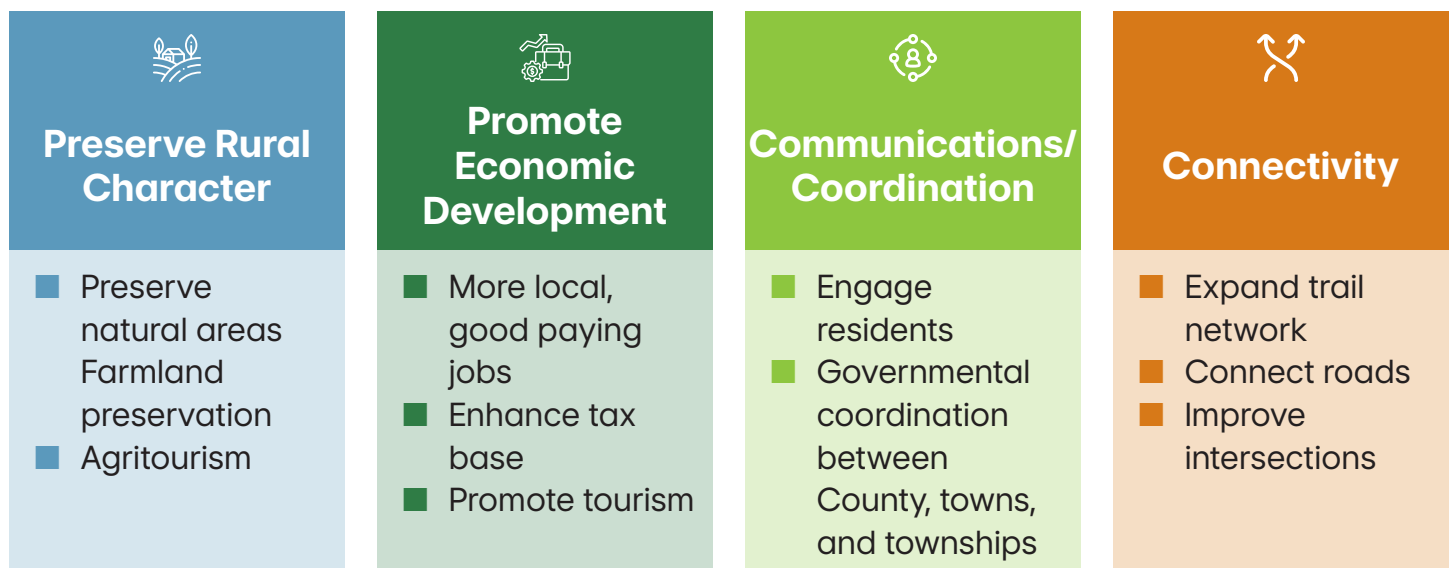 Preserve Rural
Character
Preserve
natural areas
Farmland
preservation
Agritourism
Promote
Economic
Development
More local,
good paying
jobs
Enhance tax
base
Promote tourism
Communications/
Coordination
Engage
residents
Governmental
coordination
between
County, towns,
and townships
Connectivity
Expand trail
network
Connect roads
Improve
intersections